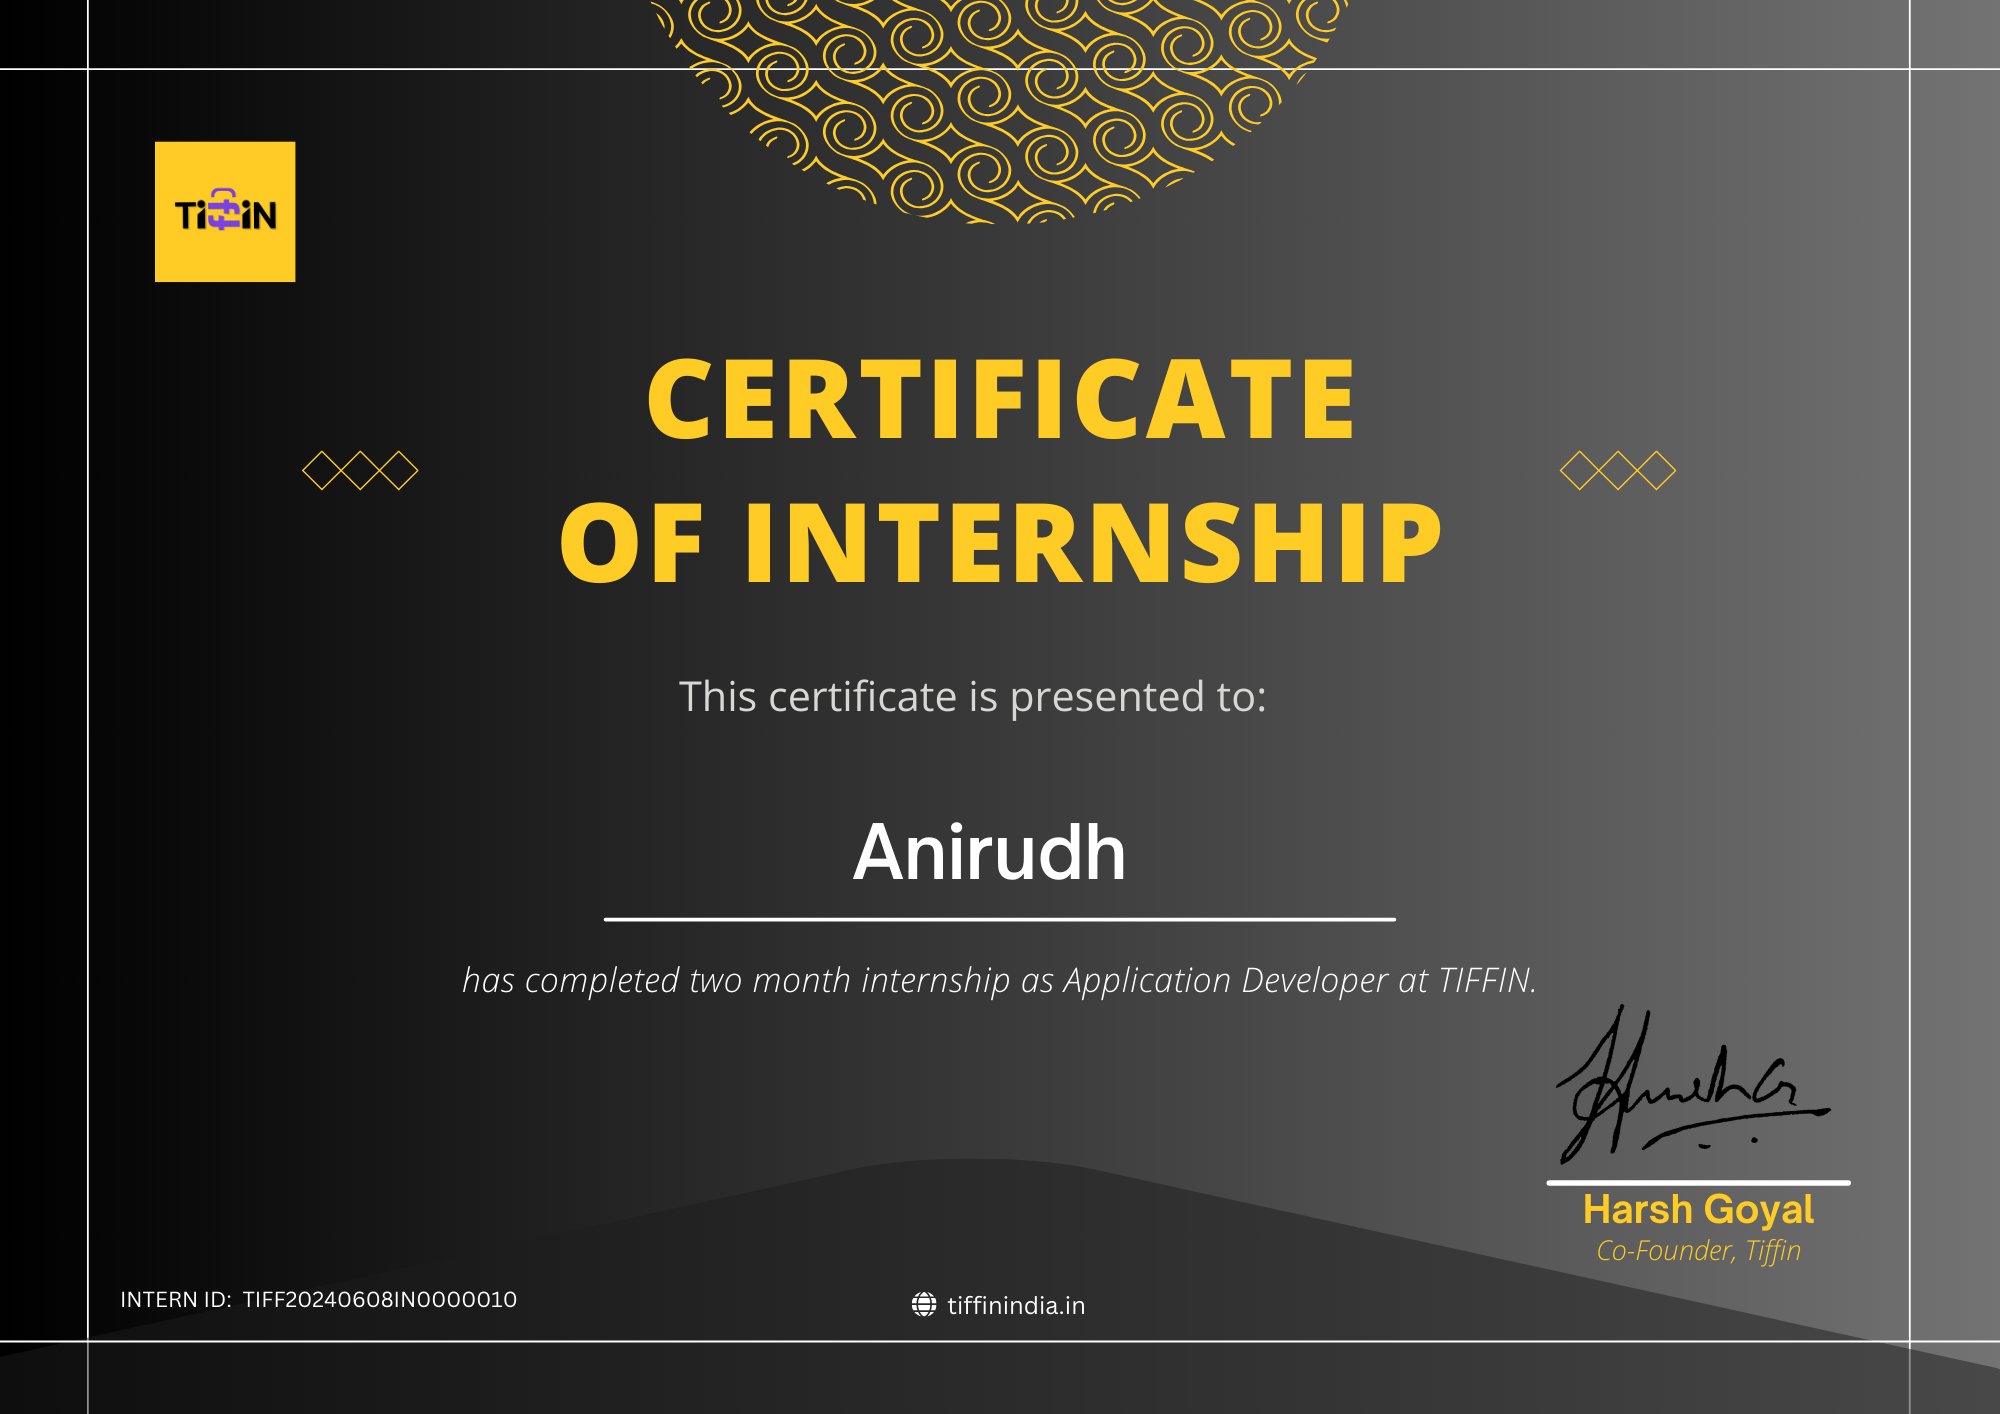 TiffiN
CERTIFICATE
OF INTERNSHIP
This certificate is presented to:
Anirudh
has completed two month internship as Application Developer at TIFFIN.
Harsh Goyal
Co-Founder, Tiffin
INTERN ID: TIFF20240608IN0000010
tiffinindia.in